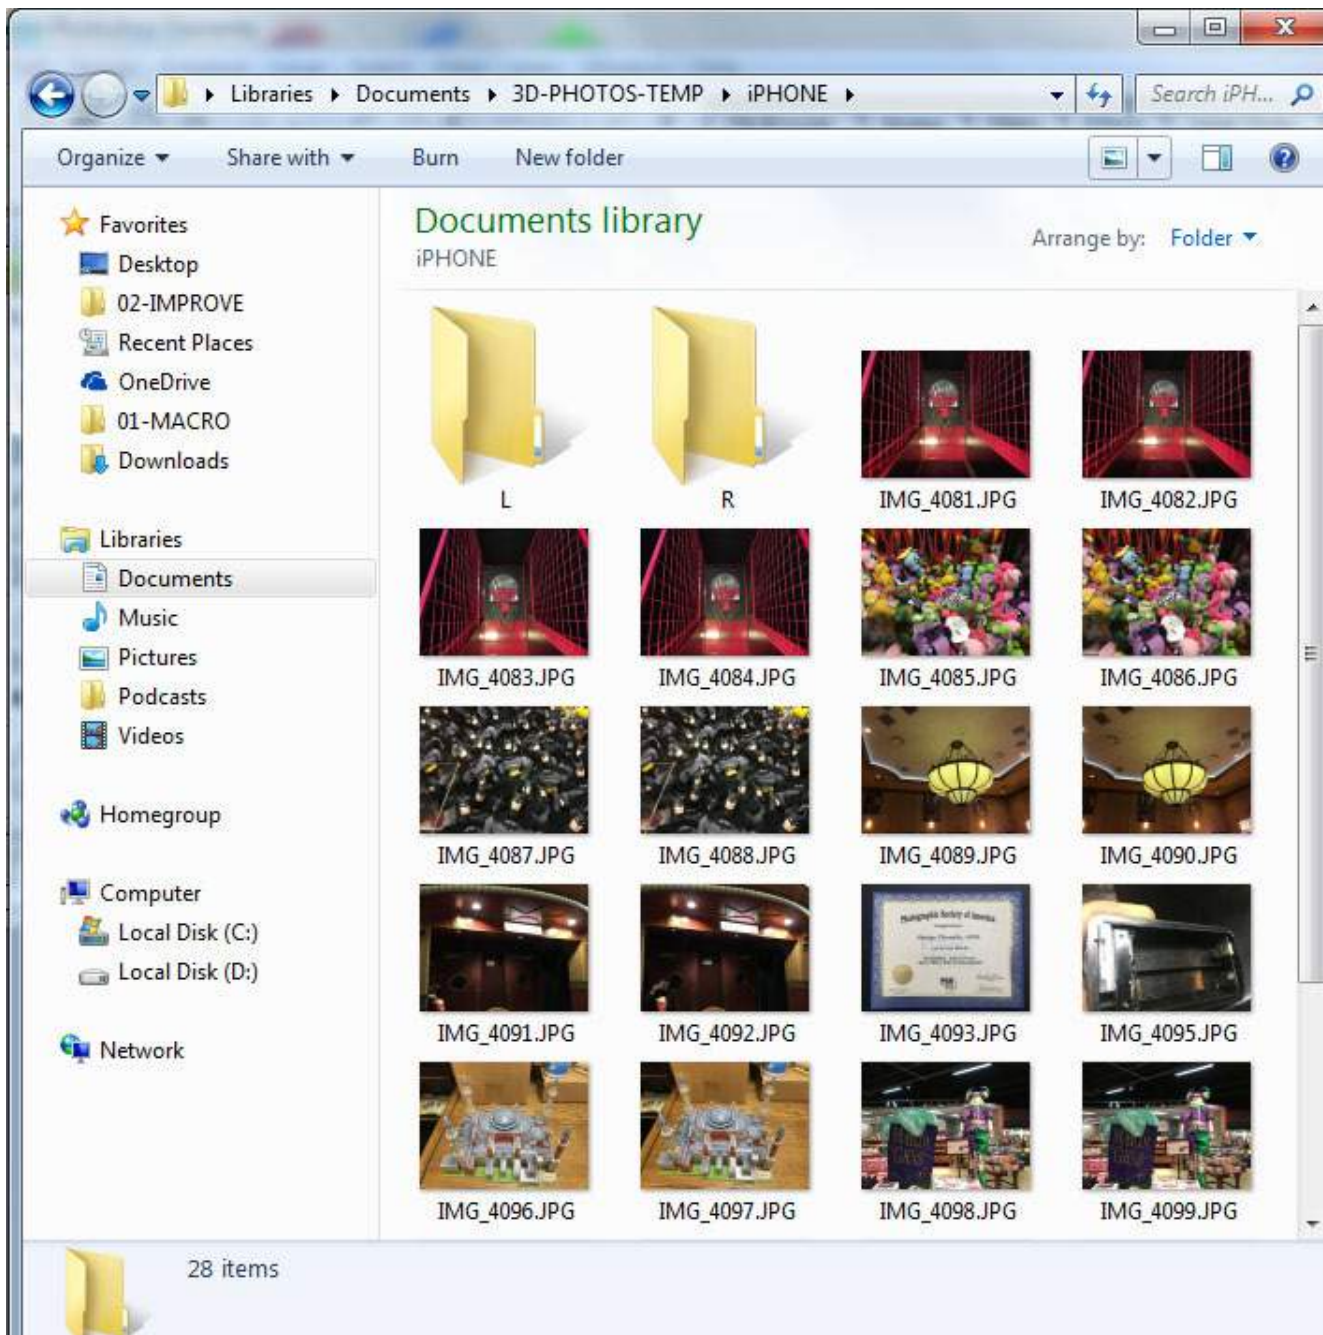 Libraries Documents 3D-PHOTOS-TEMP iPHONE Search iPH...
Organize Share with Burn New folder
Favorites
Desktop
02-IMPROVE
Recent Places
OneDrive
01-MACRO
Downloads
Libraries
Documents
Music
Pictures
Podcasts
Videos
Homegroup
Computer
Local Disk (C:)
Local Disk (D:)
Network
Documents library
iPHONE
Arrange by: Folder
L R IMG_4081.JPG IMG_4082.JPG
IMG_4083.JPG IMG_4084.JPG IMG_4085.JPG IMG_4086.JPG
IMG_4087.JPG IMG_4088.JPG IMG_4089.JPG IMG_4090.JPG
Photographic Society of America
IMG_4091.JPG IMG_4092.JPG IMG_4093.JPG IMG_4095.JPG
IMG_4096.JPG IMG_4097.JPG IMG_4098.JPG IMG_4099.JPG
28 items